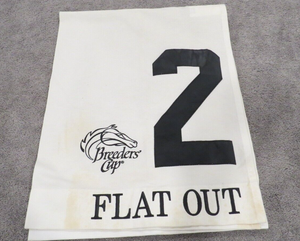 2
Breeders'
Cup
FLAT OUT